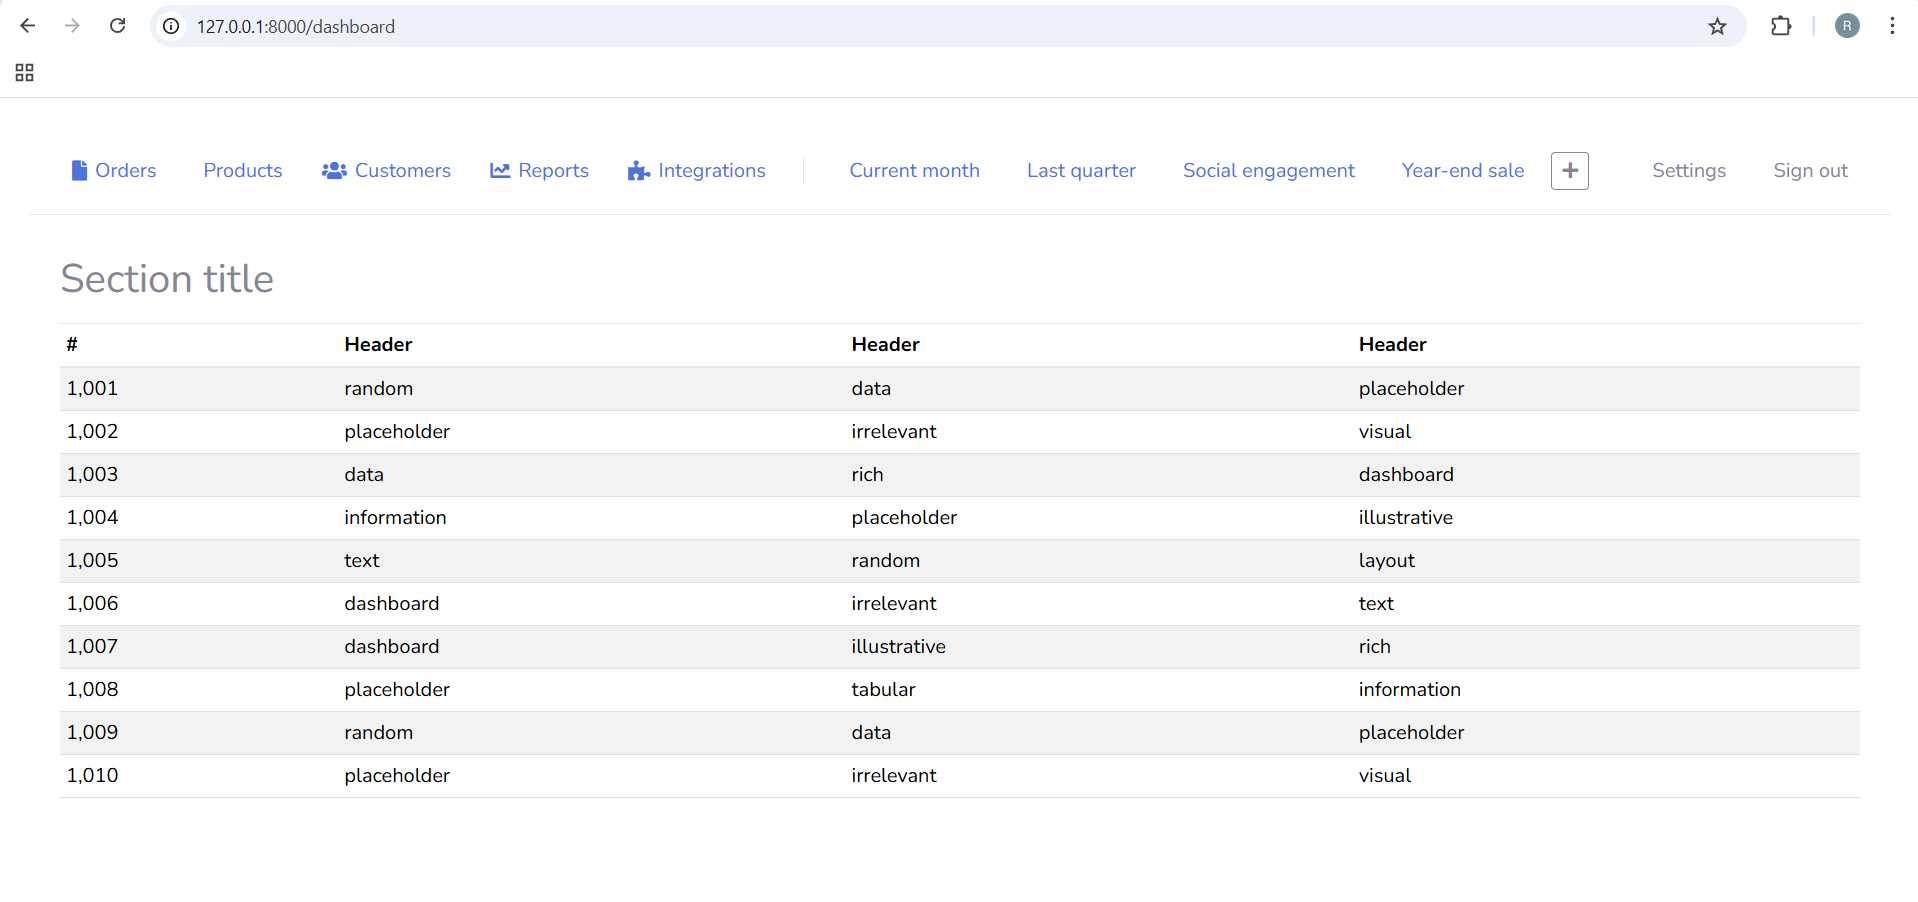 127.0.0.1:8000/dashboard
R
Orders Products Customers Reports Integrations Current month Last quarter Social engagement Year-end sale Settings Sign out
Section title
# Header Header Header
1,001 random data placeholder
1,002 placeholder irrelevant visual
1,003 data rich dashboard
1,004 information placeholder illustrative
1,005 text random layout
1,006 dashboard irrelevant text
1,007 dashboard illustrative rich
1,008 placeholder tabular information
1,009 random data placeholder
1,010 placeholder irrelevant visual